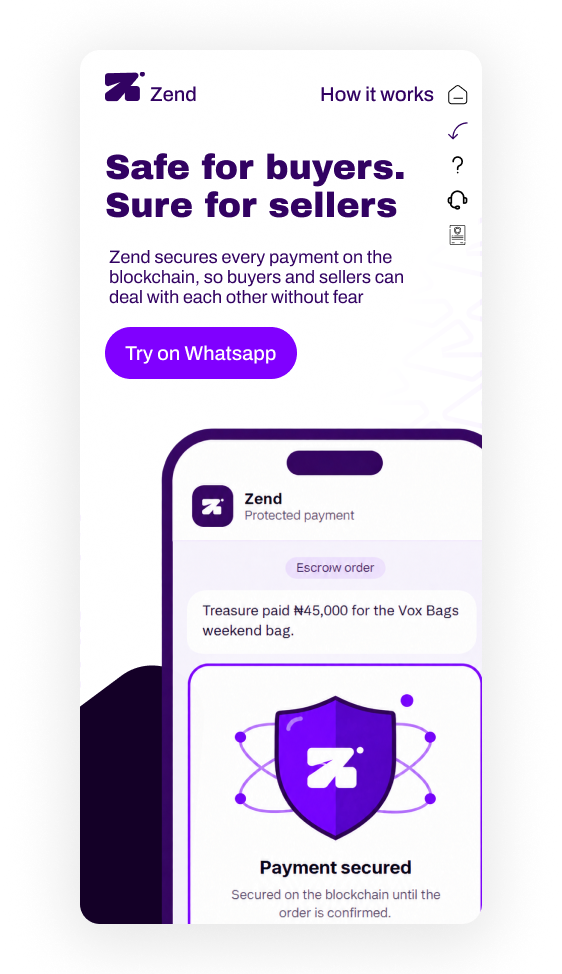 Zend
How it works
Safe for buyers.
Sure for sellers
Zend secures every payment on the
blockchain, so buyers and sellers can
deal with each other without fear
Try on Whatsapp
Zend
Protected payment
Escrow order
Treasure paid ₦45,000 for the Vox Bags
weekend bag.
Payment secured
Secured on the blockchain until the
order is confirmed.